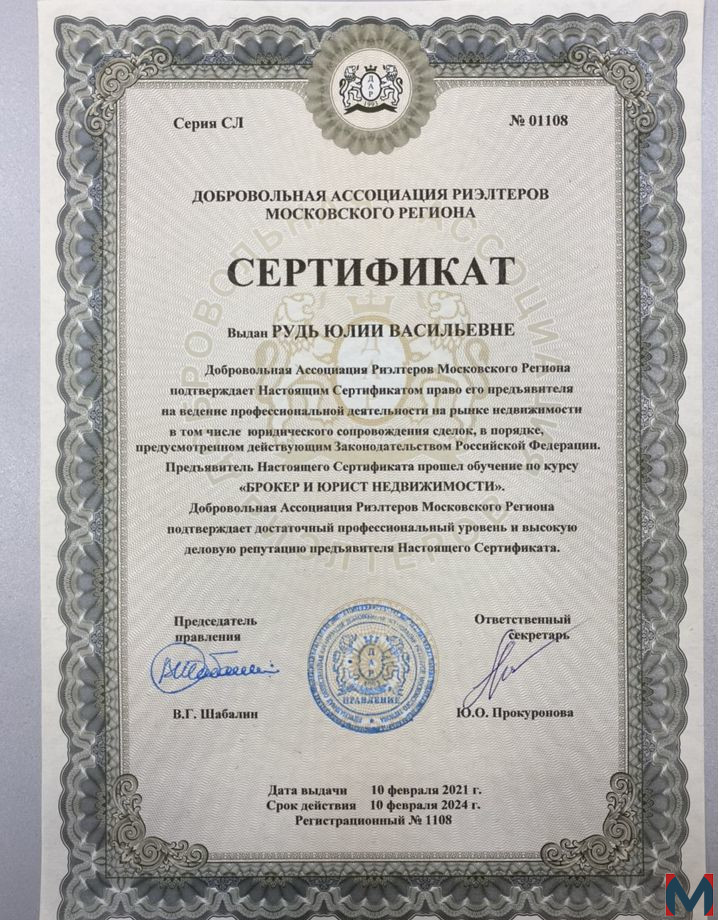 ДАР
1993
Серия СЛ
№ 01108
ДОБРОВОЛЬНАЯ АССОЦИАЦИЯ РИЭЛТЕРОВ
МОСКОВСКОГО РЕГИОНА
СЕРТИФИКАТ
Выдан РУДЬ ЮЛИИ ВАСИЛЬЕВНЕ
Добровольная Ассоциация Риэлтеров Московского Региона
подтверждает Настоящим Сертификатом право его предъявителя
на ведение профессиональной деятельности на рынке недвижимости
в том числе юридического сопровождения сделок, в порядке,
предусмотренном действующим Законодательством Российской Федерации.
Предъявитель Настоящего Сертификата прошел обучение по курсу
«БРОКЕР И ЮРИСТ НЕДВИЖИМОСТИ».
Добровольная Ассоциация Риэлтеров Московского Региона
подтверждает достаточный профессиональный уровень и высокую
деловую репутацию предъявителя Настоящего Сертификата.
Председатель
правления
Ответственный
секретарь
ДАР
ПРАВЛЕНИЕ
В.Г. Шабалин
Ю.О. Прокуронова
Дата выдачи 10 февраля 2021 г.
Срок действия 10 февраля 2024 г.
Регистрационный № 1108
М